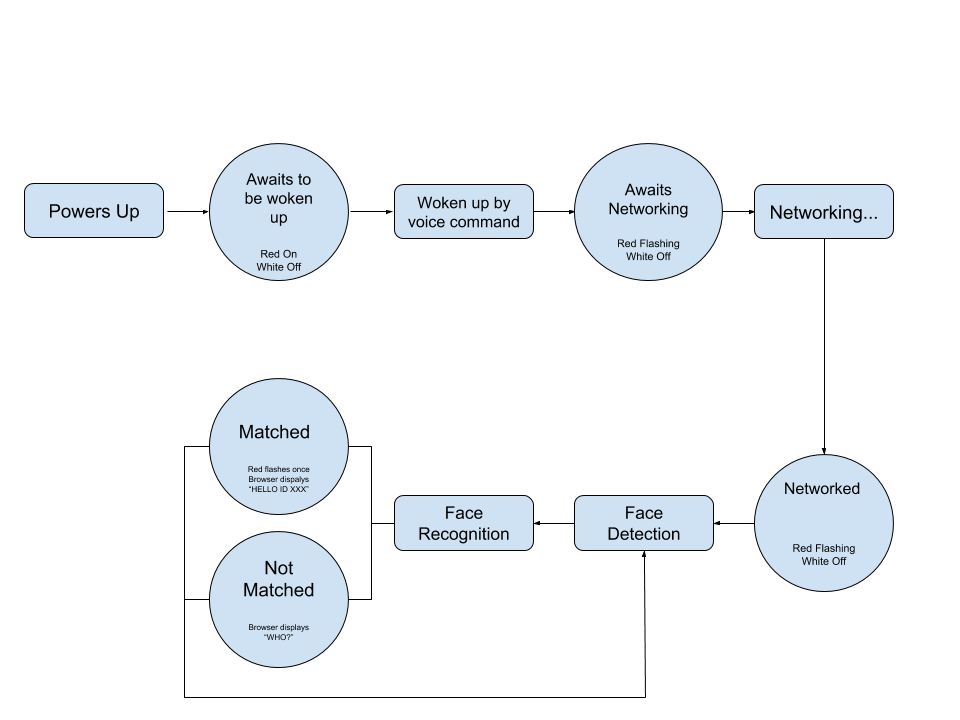 Powers Up
Awaits to
be woken
up
Red On
White Off
Woken up by
voice command
Awaits
Networking
Red Flashing
White Off
Networking...
Networked
Red Flashing
White Off
Face
Detection
Face
Recognition
Matched
Red flashes once
Browser dispalys
“HELLO ID XXX”
Not
Matched
Browser displays
“WHO?”